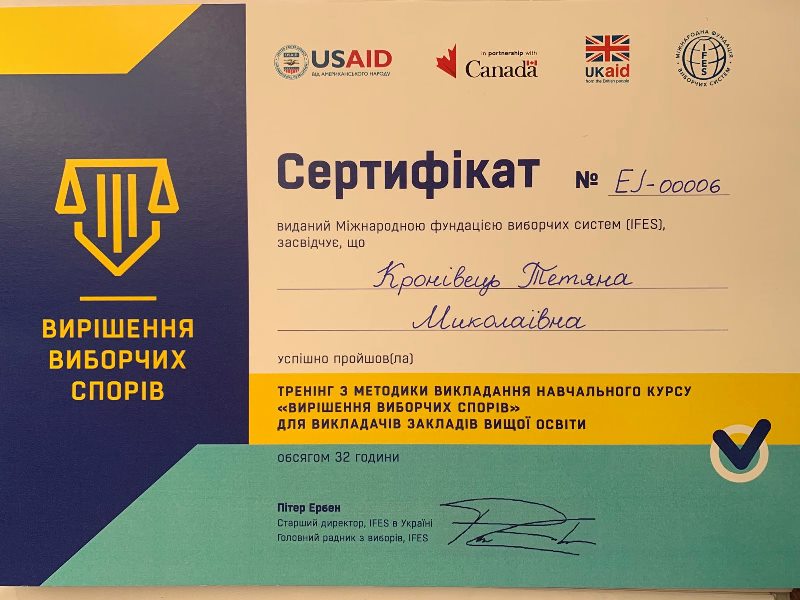 USAID
ВІД АМЕРИКАНСЬКОГО НАРОДУ
in partnership with
Canada
UKaid
from the British people
МІЖНАРОДНА ФУНДАЦІЯ
ВИБОРЧИХ СИСТЕМ
IFES
Сертифікат № EJ-00006
виданий Міжнародною фундацією виборчих систем (IFES),
засвідчує, що
Кронівець Тетяна
Миколаївна
успішно пройшов(ла)
ВИРІШЕННЯ
ВИБОРЧИХ
СПОРІВ
ТРЕНІНГ З МЕТОДИКИ ВИКЛАДАННЯ НАВЧАЛЬНОГО КУРСУ
«ВИРІШЕННЯ ВИБОРЧИХ СПОРІВ»
ДЛЯ ВИКЛАДАЧІВ ЗАКЛАДІВ ВИЩОЇ ОСВІТИ
обсягом 32 години
Пітер Ербен
Старший директор, IFES в Україні
Головний радник з виборів, IFES